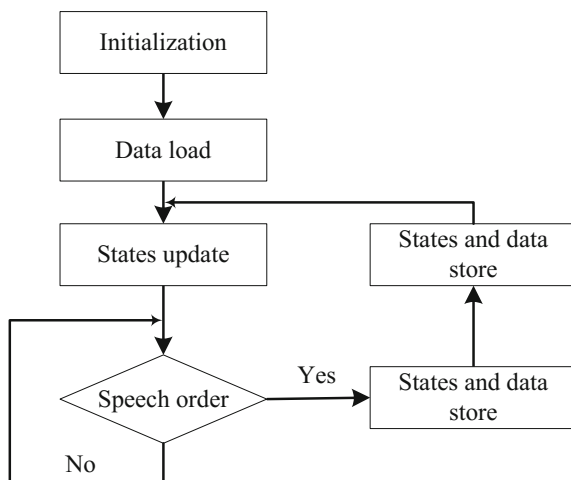 Initialization
Data load
States update
States and data
store
Speech order
Yes
States and data
store
No